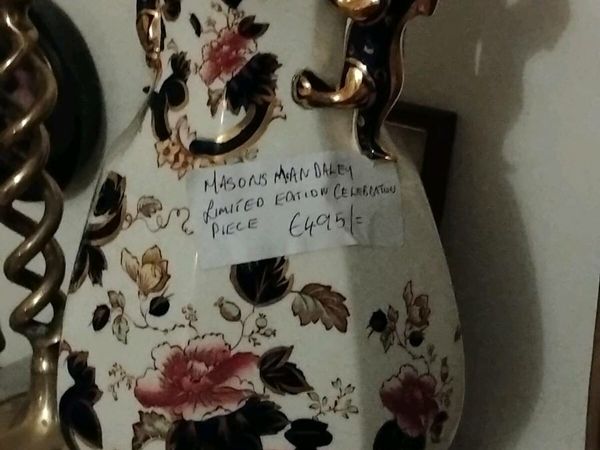 MASONS MANDALEY
LIMITED EDITION CELEBRATION
PIECE €495/=